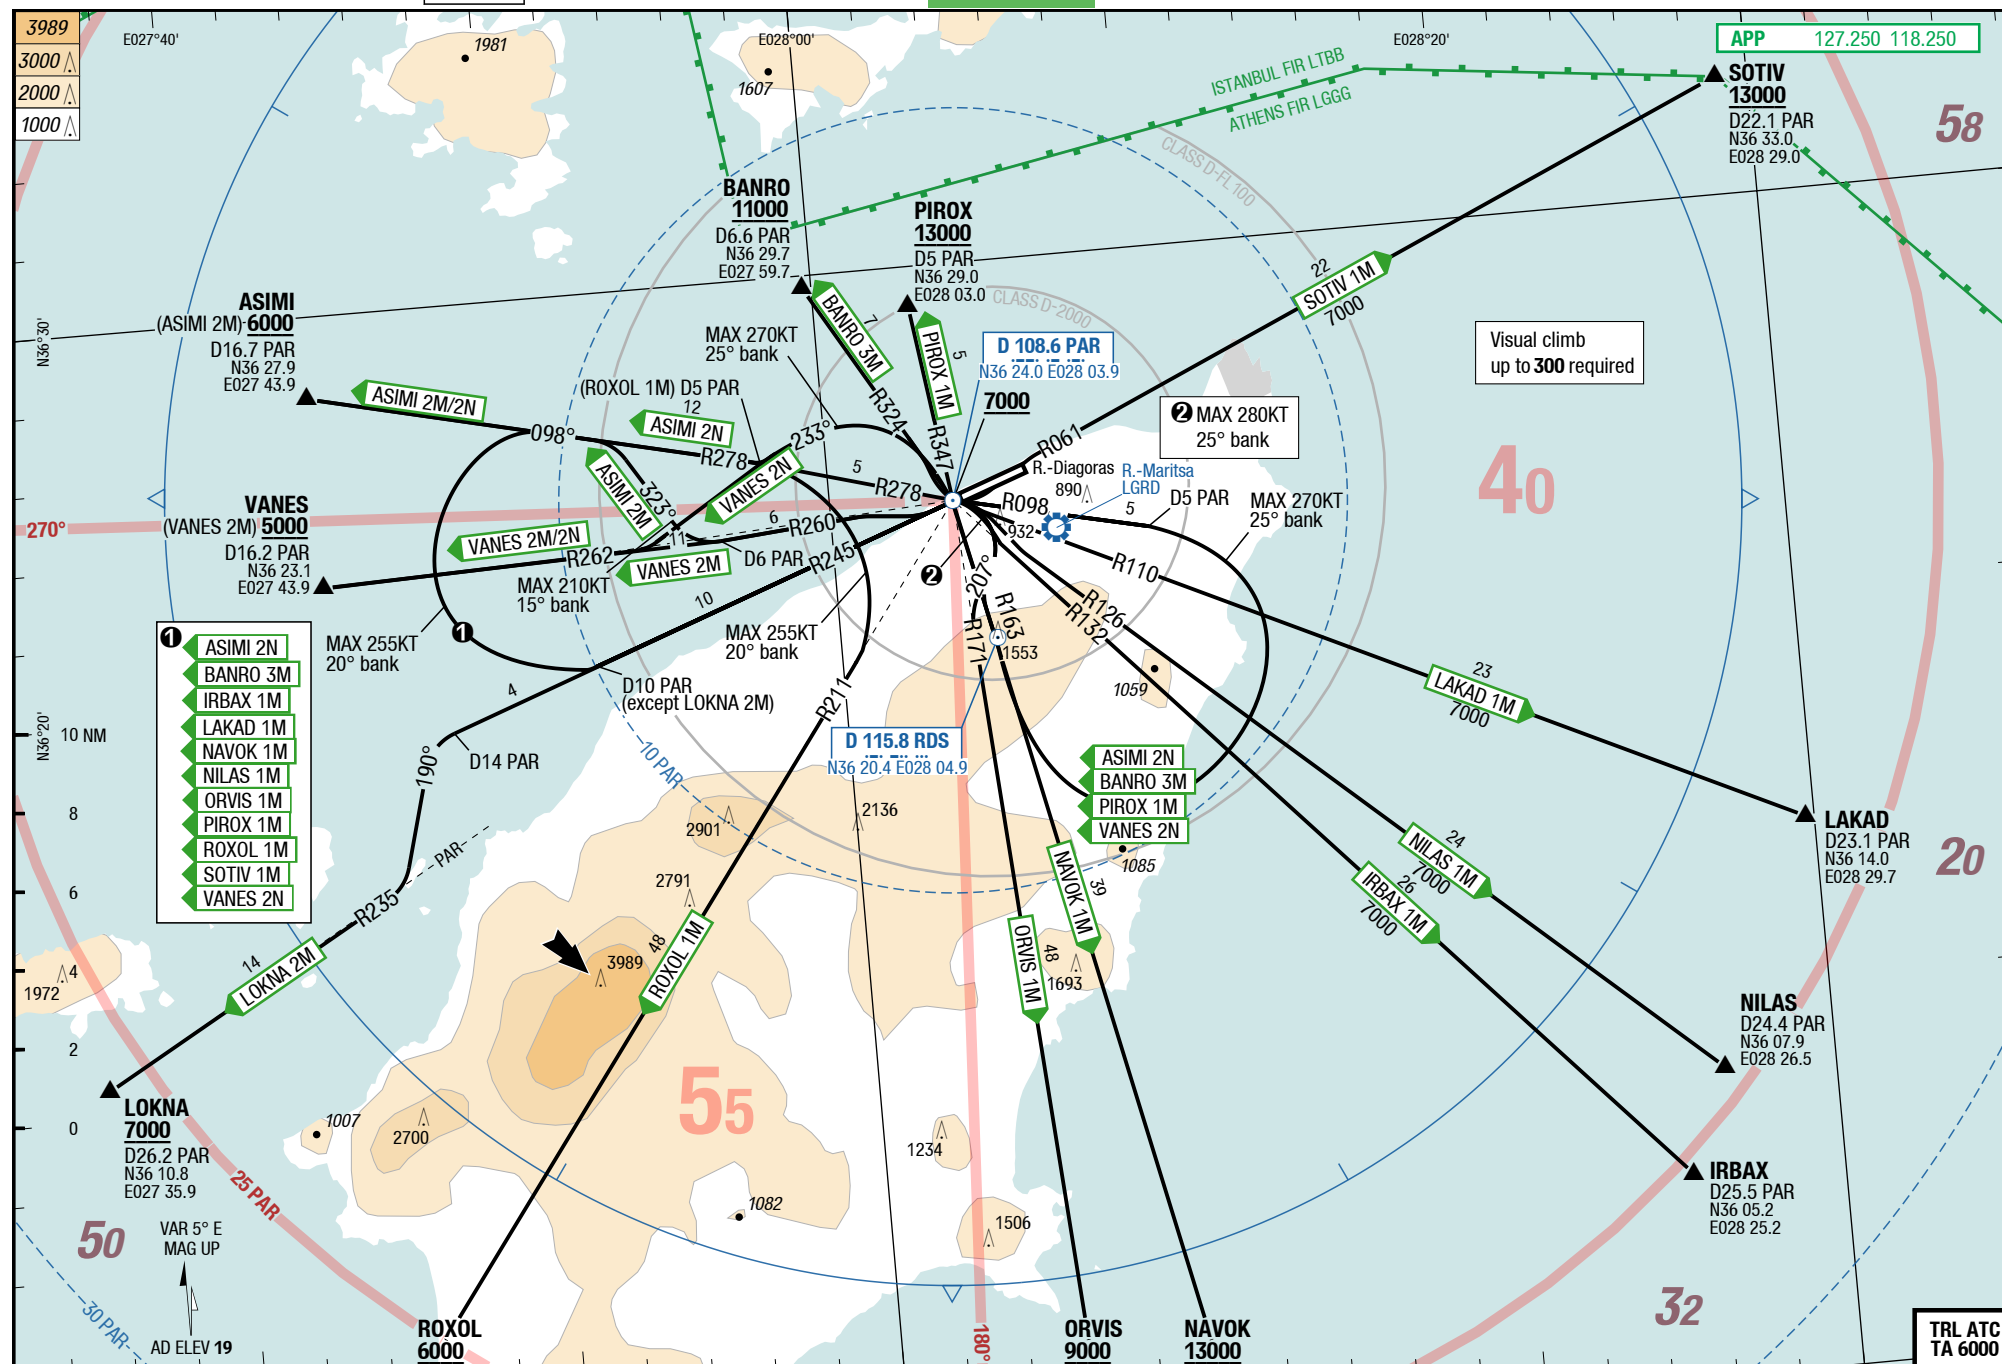 3989
3000
2000
1000
E027°40'
1981
E028°00'
1607
E028°20'
APP 127.250 118.250
ISTANBUL FIR LTBB
ATHENS FIR LGGG
SOTIV
13000
D22.1 PAR
N36 33.0
E028 29.0
58
CLASS D-FL100
BANRO
11000
D6.6 PAR
N36 29.7
E027 59.7
PIROX
13000
D5 PAR
N36 29.0
E028 03.0
CLASS D-2000
22
SOTIV 1M
7000
ASIMI
(ASIMI 2M) 6000
D16.7 PAR
N36 27.9
E027 43.9
N36°30'
MAX 270KT
25° bank
7
BANRO 3M
5
PIROX 1M
D 108.6 PAR
N36 24.0 E028 03.9
7000
Visual climb
up to 300 required
2 MAX 280KT
25° bank
ASIMI 2M/2N
(ROXOL 1M) D5 PAR
12
ASIMI 2N
098°
R278
233°
R324
R347
R061
5
R278
R.-Diagoras
890
R.-Maritsa
LGRD
VANES
(VANES 2M) 5000
D16.2 PAR
N36 23.1
E027 43.9
270°
ASIMI 2M
323°
VANES 2N
6
R260
R098
5
D5 PAR
MAX 270KT
25° bank
40
VANES 2M/2N
R262
11
D6 PAR
VANES 2M
R245
932
R110
MAX 210KT
15° bank
2
207°
R126
R132
R163
R171
10
1
ASIMI 2N
BANRO 3M
IRBAX 1M
LAKAD 1M
NAVOK 1M
NILAS 1M
ORVIS 1M
PIROX 1M
ROXOL 1M
SOTIV 1M
VANES 2N
MAX 255KT
20° bank
1
MAX 255KT
20° bank
1553
1059
D10 PAR
(except LOKNA 2M)
4
R211
23
LAKAD 1M
7000
N36°20'
10 NM
8
6
4
2
0
190°
D14 PAR
10 PAR
D 115.8 RDS
N36 20.4 E028 04.9
ASIMI 2N
BANRO 3M
PIROX 1M
VANES 2N
1085
LAKAD
D23.1 PAR
N36 14.0
E028 29.7
20
2901
2136
2791
PAR
R235
24
NILAS 1M
7000
26
IRBAX 1M
7000
NAVOK 1M
39
ORVIS 1M
48
1693
48
ROXOL 1M
3989
14
LOKNA 2M
1972
NILAS
D24.4 PAR
N36 07.9
E028 26.5
LOKNA
7000
D26.2 PAR
N36 10.8
E027 35.9
1007
2700
55
1234
1082
1506
IRBAX
D25.5 PAR
N36 05.2
E028 25.2
25 PAR
50
VAR 5° E
MAG UP
30 PAR
AD ELEV 19
ROXOL
6000
180°
ORVIS
9000
NAVOK
13000
32
TRL ATC
TA 6000